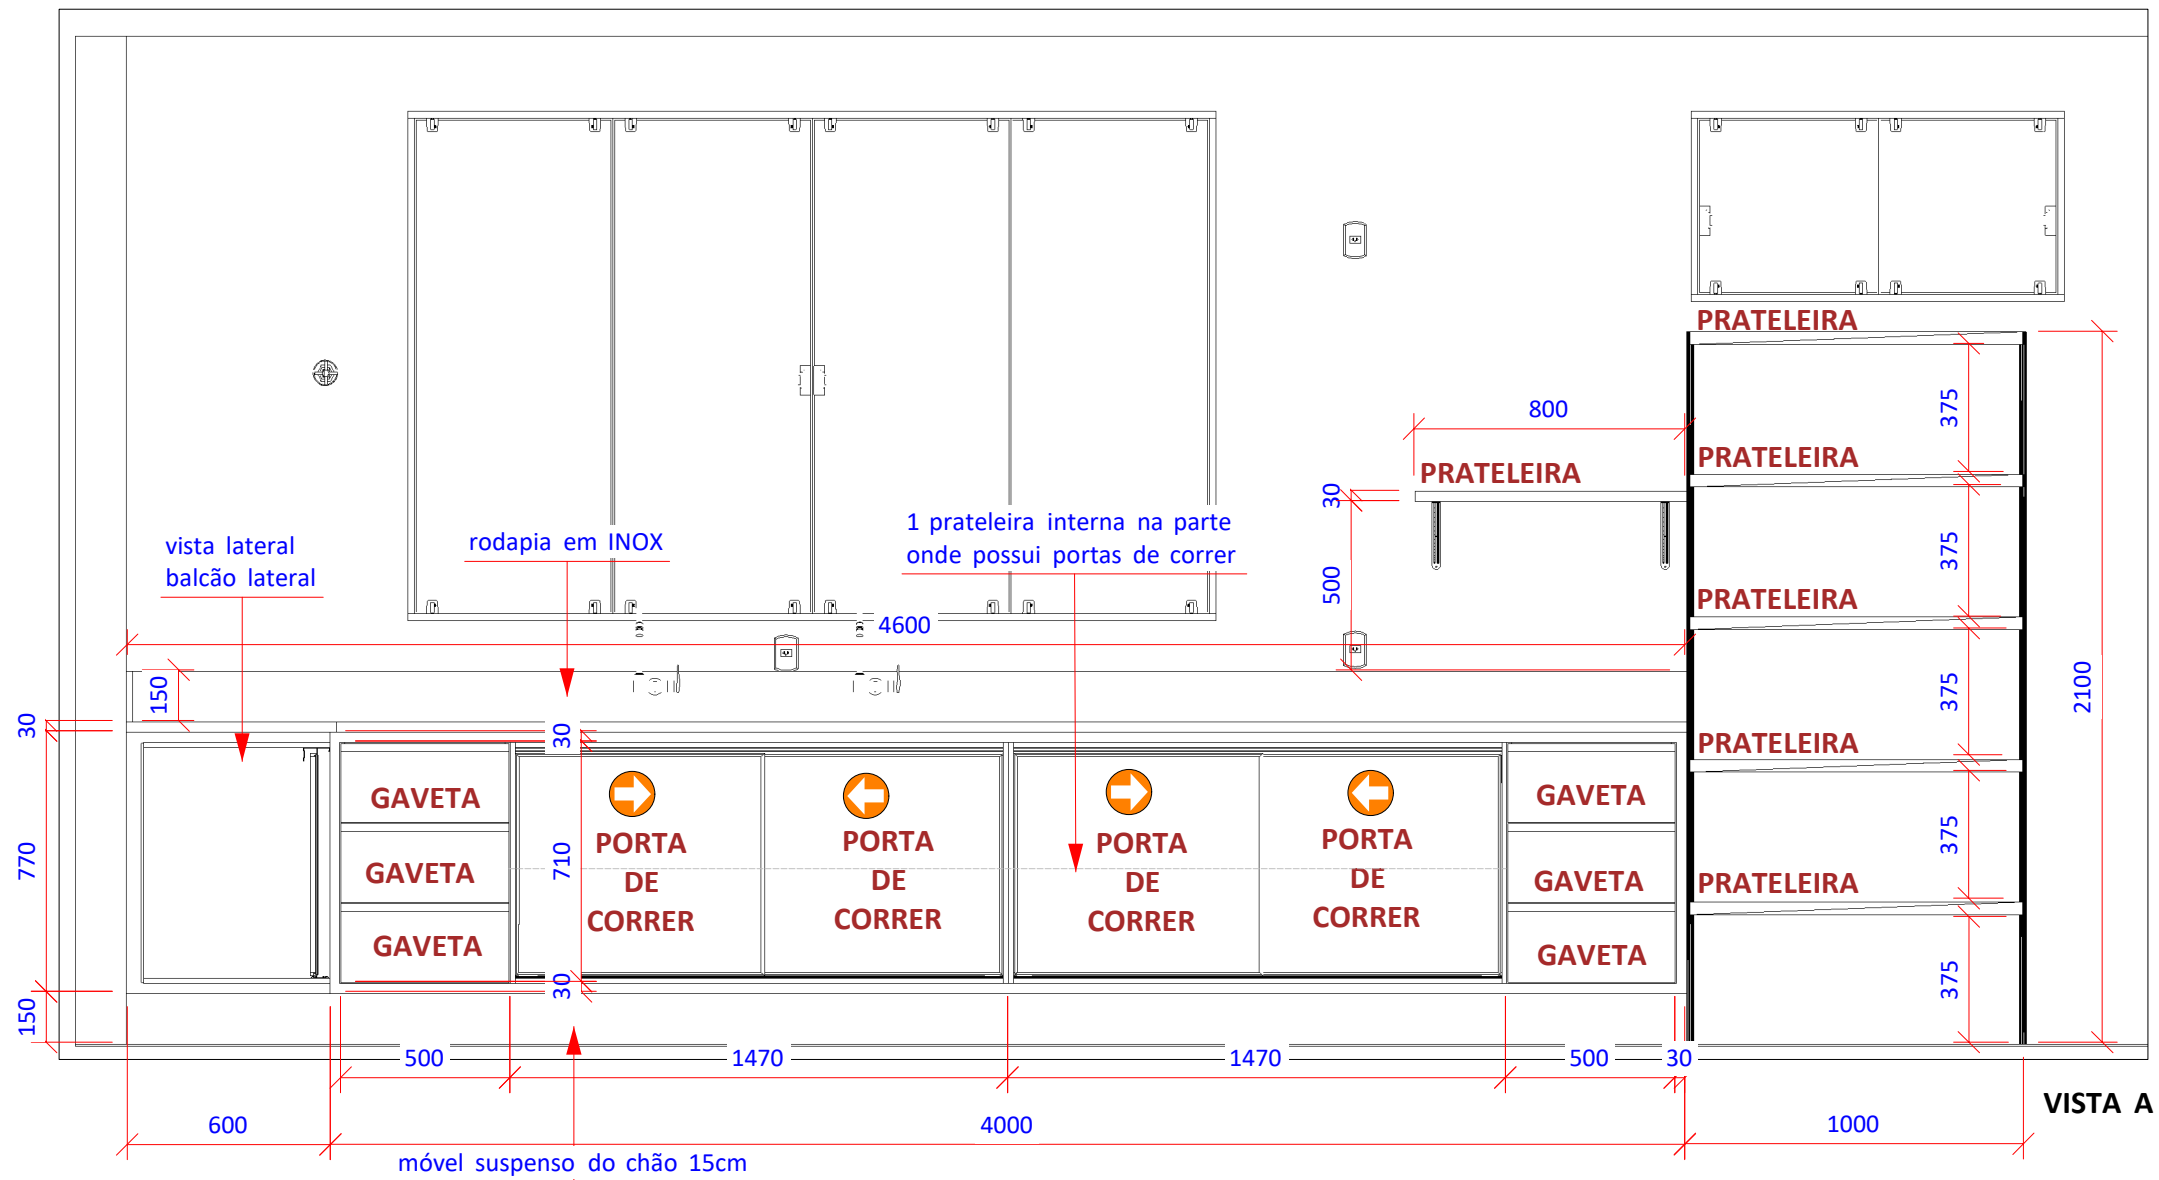 PRATELEIRA
375
800
PRATELEIRA
PRATELEIRA
30
375
1 prateleira interna na parte
onde possui portas de correr
rodapia em INOX
vista lateral
balcão lateral
500
PRATELEIRA
4600
150
375
2100
30
30
PRATELEIRA
GAVETA
GAVETA
GAVETA
770
710
PORTA
DE
CORRER
PORTA
DE
CORRER
PORTA
DE
CORRER
PORTA
DE
CORRER
GAVETA
GAVETA
GAVETA
375
PRATELEIRA
30
150
375
500
1470
1470
500
30
VISTA A
600
4000
1000
móvel suspenso do chão 15cm